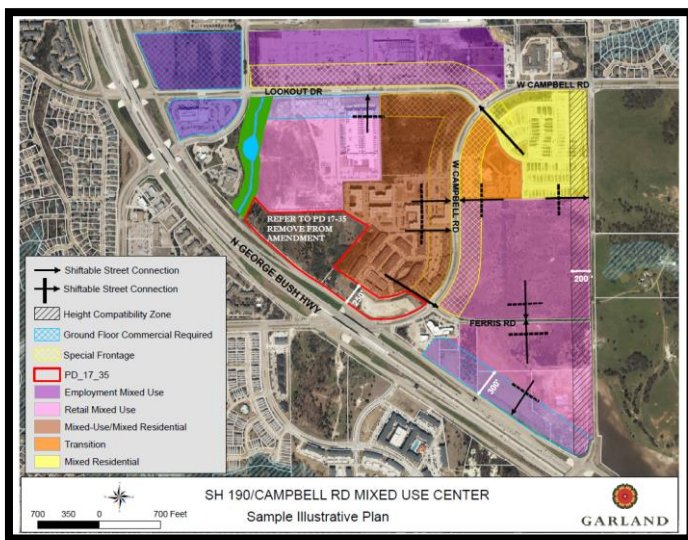 LOOKOUT DR
W CAMPBELL RD
W CAMPBELL RD
REFER TO PD 17-35
REMOVE FROM
AMENDMENT
N GEORGE BUSH HWY
250'
200'
FERRIS RD
300'
Shiftable Street Connection
Shiftable Street Connection
Height Compatibility Zone
Ground Floor Commercial Required
Special Frontage
PD_17_35
Employment Mixed Use
Retail Mixed Use
Mixed-Use/Mixed Residential
Transition
Mixed Residential
SH 190/CAMPBELL RD MIXED USE CENTER
Sample Illustrative Plan
700 350 0 700 Feet
GARLAND